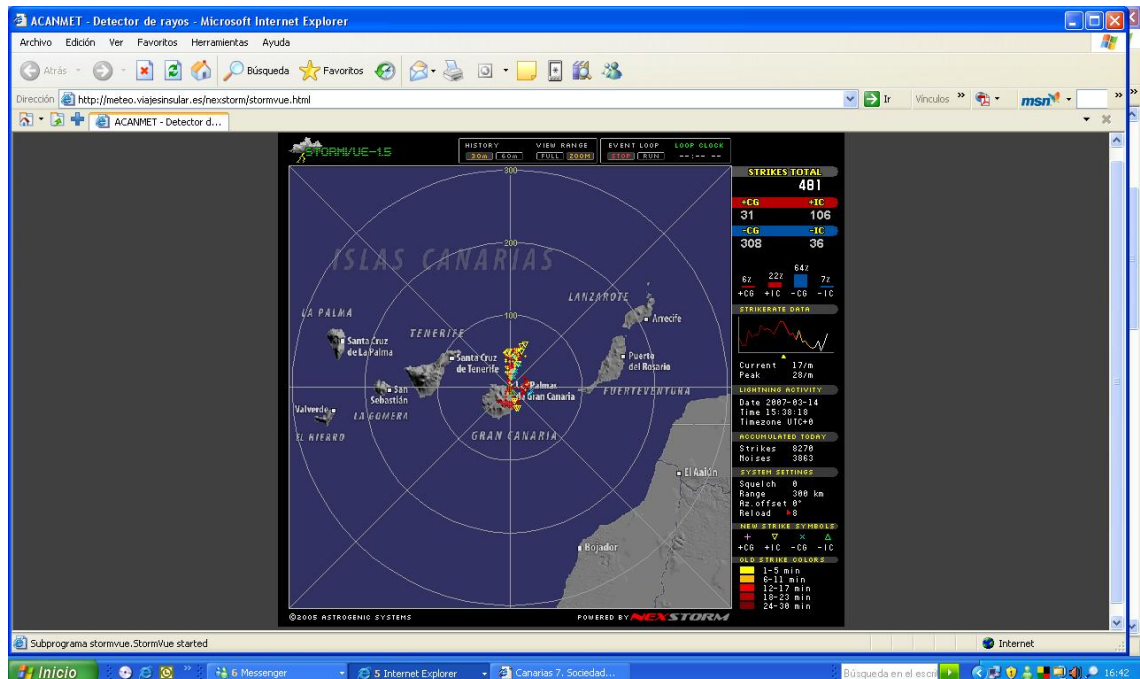 ACANMET - Detector de rayos - Microsoft Internet Explorer
Archivo Edición Ver Favoritos Herramientas Ayuda
Atrás Búsqueda Favoritos
Dirección http://meteo.viajesinsular.es/nexstorm/stormvue.html Ir Vínculos » msn »
ACANMET - Detector d...
STORMVUE-1.5
HISTORY VIEW RANGE EVENT LOOP LOOP CLOCK
30m 60m FULL ZOOM STOP RUN --:-- --
300
200
100
ISLAS CANARIAS
LANZAROTE
Arrecife
LA PALMA
Santa Cruz
de La Palma
TENERIFE
Santa Cruz
de Tenerife
Puerto
del Rosario
San
Sebastián
Las Palmas
de Gran Canaria
FUERTEVENTURA
Valverde
LA GOMERA
EL HIERRO
GRAN CANARIA
El Aaiún
Bojador
©2005 ASTROGENIC SYSTEMS
POWERED BY NEXSTORM
STRIKES TOTAL
481
+CG +IC
31 106
-CG -IC
308 36
6% 22% 64% 7%
+CG +IC -CG -IC
STRIKERATE DATA
Current 17/m
Peak 28/m
LIGHTNING ACTIVITY
Date 2007-03-14
Time 15:38:18
Timezone UTC+0
ACCUMULATED TODAY
Strikes 8270
Noises 3863
SYSTEM SETTINGS
Squelch 0
Range 300 km
Az.offset 0°
Reload 8
NEW STRIKE SYMBOLS
+CG +IC -CG -IC
OLD STRIKE COLORS
1-5 min
6-11 min
12-17 min
18-23 min
24-30 min
Subprograma stormvue.StormVue started Internet
Inicio » 6 Messenger 5 Internet Explorer Canarias 7. Sociedad... Búsqueda en el escri 16:42